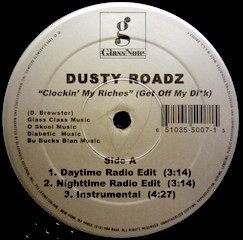 g
GlassNote
DUSTY ROADZ
"Clockin' My Riches" (Get Off My Di*k)
(D. Brewster)
Glass Class Music
O Skool Music
Diabetic Music
Bu Bucks Bian Music
6 51035-5007-1 5
Side A
1. Daytime Radio Edit (3:14)
2. Nighttime Radio Edit (3:14)
3. Instrumental (4:27)